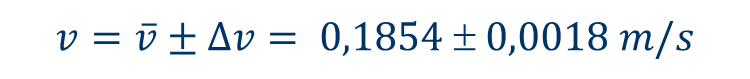 v = v̄ ± Δv = 0,1854 ± 0,0018 m/s